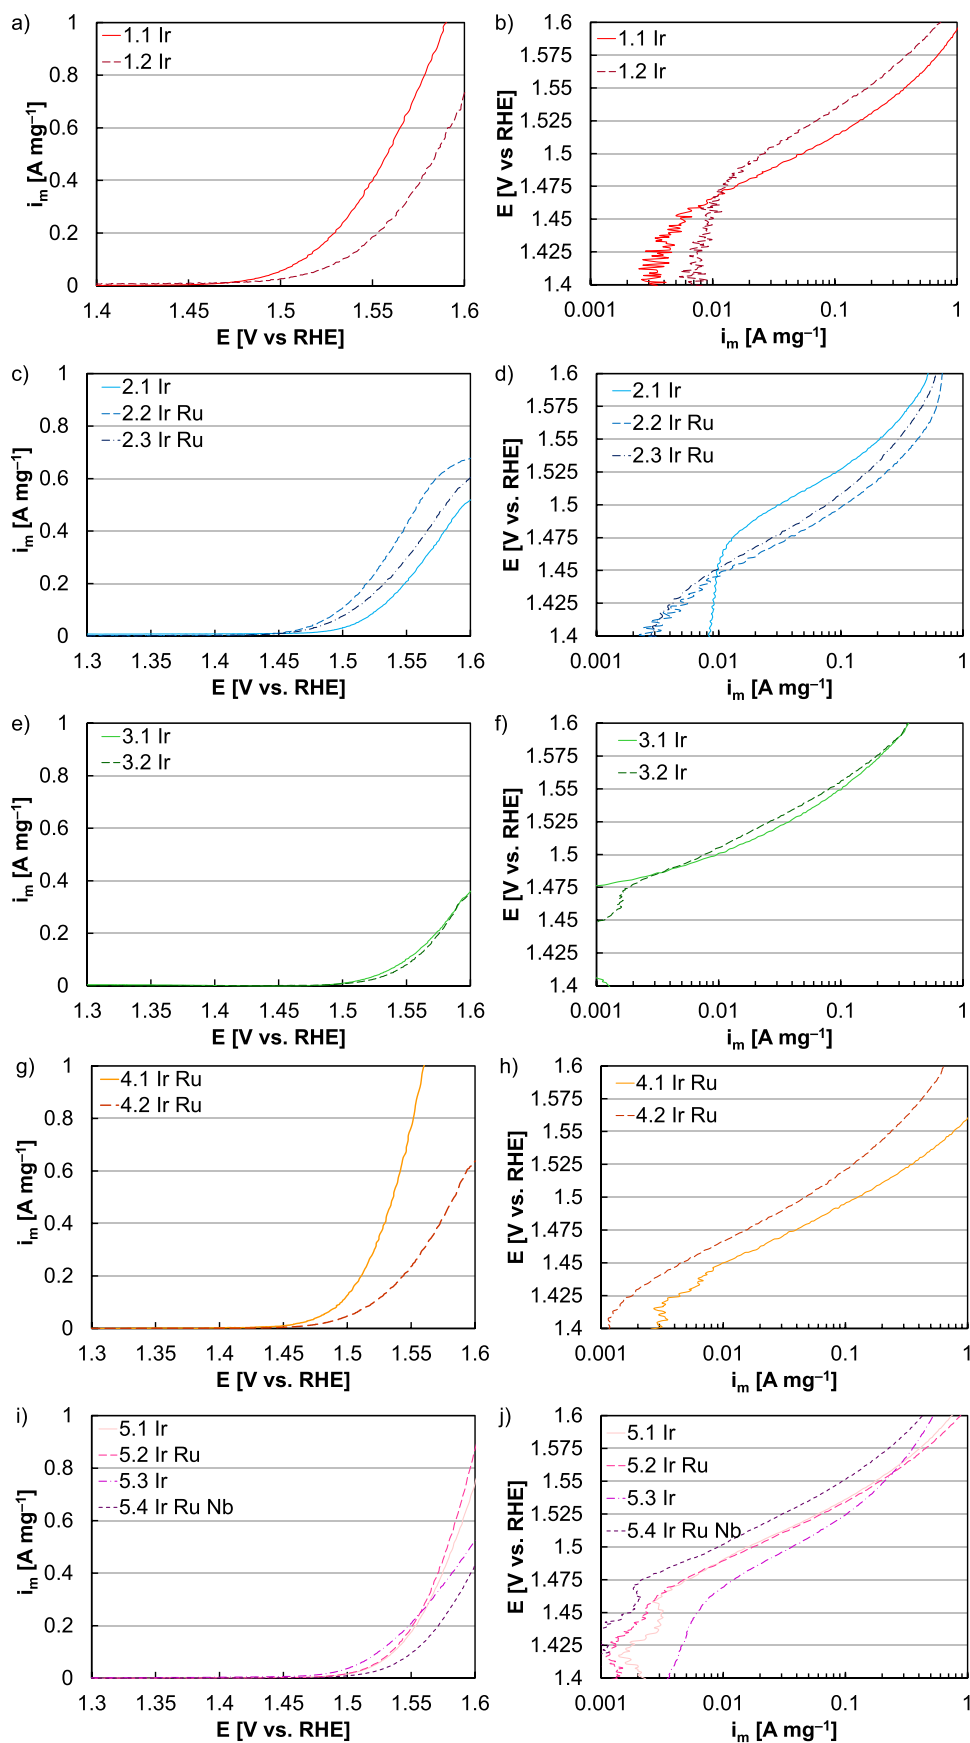 a)
1
0.8
0.6
0.4
0.2
0
i_m [A mg⁻¹]
1.1 Ir
1.2 Ir
1.4 1.45 1.5 1.55 1.6
E [V vs RHE]
b)
1.6
1.575
1.55
1.525
1.5
1.475
1.45
1.425
1.4
E [V vs RHE]
1.1 Ir
1.2 Ir
0.001 0.01 0.1 1
i_m [A mg⁻¹]
c)
1
0.8
0.6
0.4
0.2
0
i_m [A mg⁻¹]
2.1 Ir
2.2 Ir Ru
2.3 Ir Ru
1.3 1.35 1.4 1.45 1.5 1.55 1.6
E [V vs. RHE]
d)
1.6
1.575
1.55
1.525
1.5
1.475
1.45
1.425
1.4
E [V vs. RHE]
2.1 Ir
2.2 Ir Ru
2.3 Ir Ru
0.001 0.01 0.1 1
i_m [A mg⁻¹]
e)
1
0.8
0.6
0.4
0.2
0
i_m [A mg⁻¹]
3.1 Ir
3.2 Ir
1.3 1.35 1.4 1.45 1.5 1.55 1.6
E [V vs. RHE]
f)
1.6
1.575
1.55
1.525
1.5
1.475
1.45
1.425
1.4
E [V vs. RHE]
3.1 Ir
3.2 Ir
0.001 0.01 0.1 1
i_m [A mg⁻¹]
g)
1
0.8
0.6
0.4
0.2
0
i_m [A mg⁻¹]
4.1 Ir Ru
4.2 Ir Ru
1.3 1.35 1.4 1.45 1.5 1.55 1.6
E [V vs. RHE]
h)
1.6
1.575
1.55
1.525
1.5
1.475
1.45
1.425
1.4
E [V vs. RHE]
4.1 Ir Ru
4.2 Ir Ru
0.001 0.01 0.1 1
i_m [A mg⁻¹]
i)
1
0.8
0.6
0.4
0.2
0
i_m [A mg⁻¹]
5.1 Ir
5.2 Ir Ru
5.3 Ir
5.4 Ir Ru Nb
1.3 1.35 1.4 1.45 1.5 1.55 1.6
E [V vs. RHE]
j)
1.6
1.575
1.55
1.525
1.5
1.475
1.45
1.425
1.4
E [V vs. RHE]
5.1 Ir
5.2 Ir Ru
5.3 Ir
5.4 Ir Ru Nb
0.001 0.01 0.1 1
i_m [A mg⁻¹]